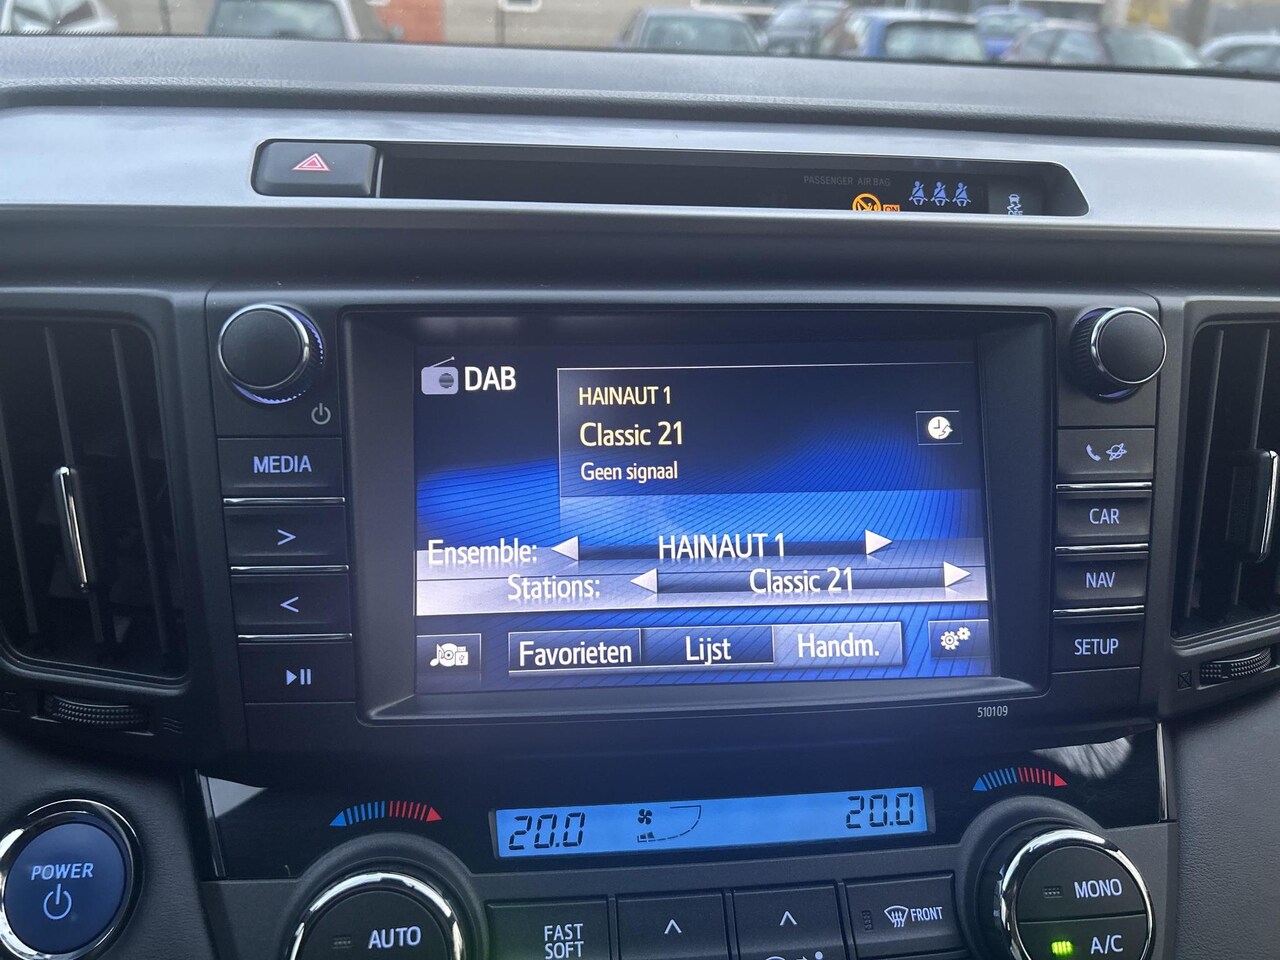 PASSENGER AIR BAG
ON
OFF
DAB
HAINAUT 1
Classic 21
Geen signaal
Ensemble:
HAINAUT 1
Stations:
Classic 21
Favorieten
Lijst
Handm.
MEDIA
>
<
CAR
NAV
SETUP
510109
20.0
20.0
POWER
AUTO
FAST
SOFT
FRONT
MONO
A/C